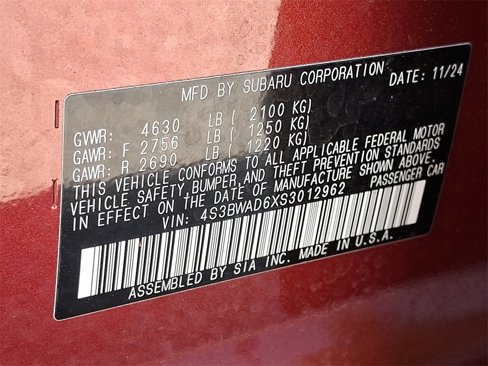 MFD BY SUBARU CORPORATION DATE: 11/24
GVWR: 4630 LB ( 2100 KG)
GAWR: F 2756 LB ( 1250 KG)
GAWR: R 2690 LB ( 1220 KG)
THIS VEHICLE CONFORMS TO ALL APPLICABLE FEDERAL MOTOR
VEHICLE SAFETY, BUMPER, AND THEFT PREVENTION STANDARDS
IN EFFECT ON THE DATE OF MANUFACTURE SHOWN ABOVE.
VIN: 4S3BWAD6XS3012962 PASSENGER CAR
ASSEMBLED BY SIA INC. MADE IN U.S.A.